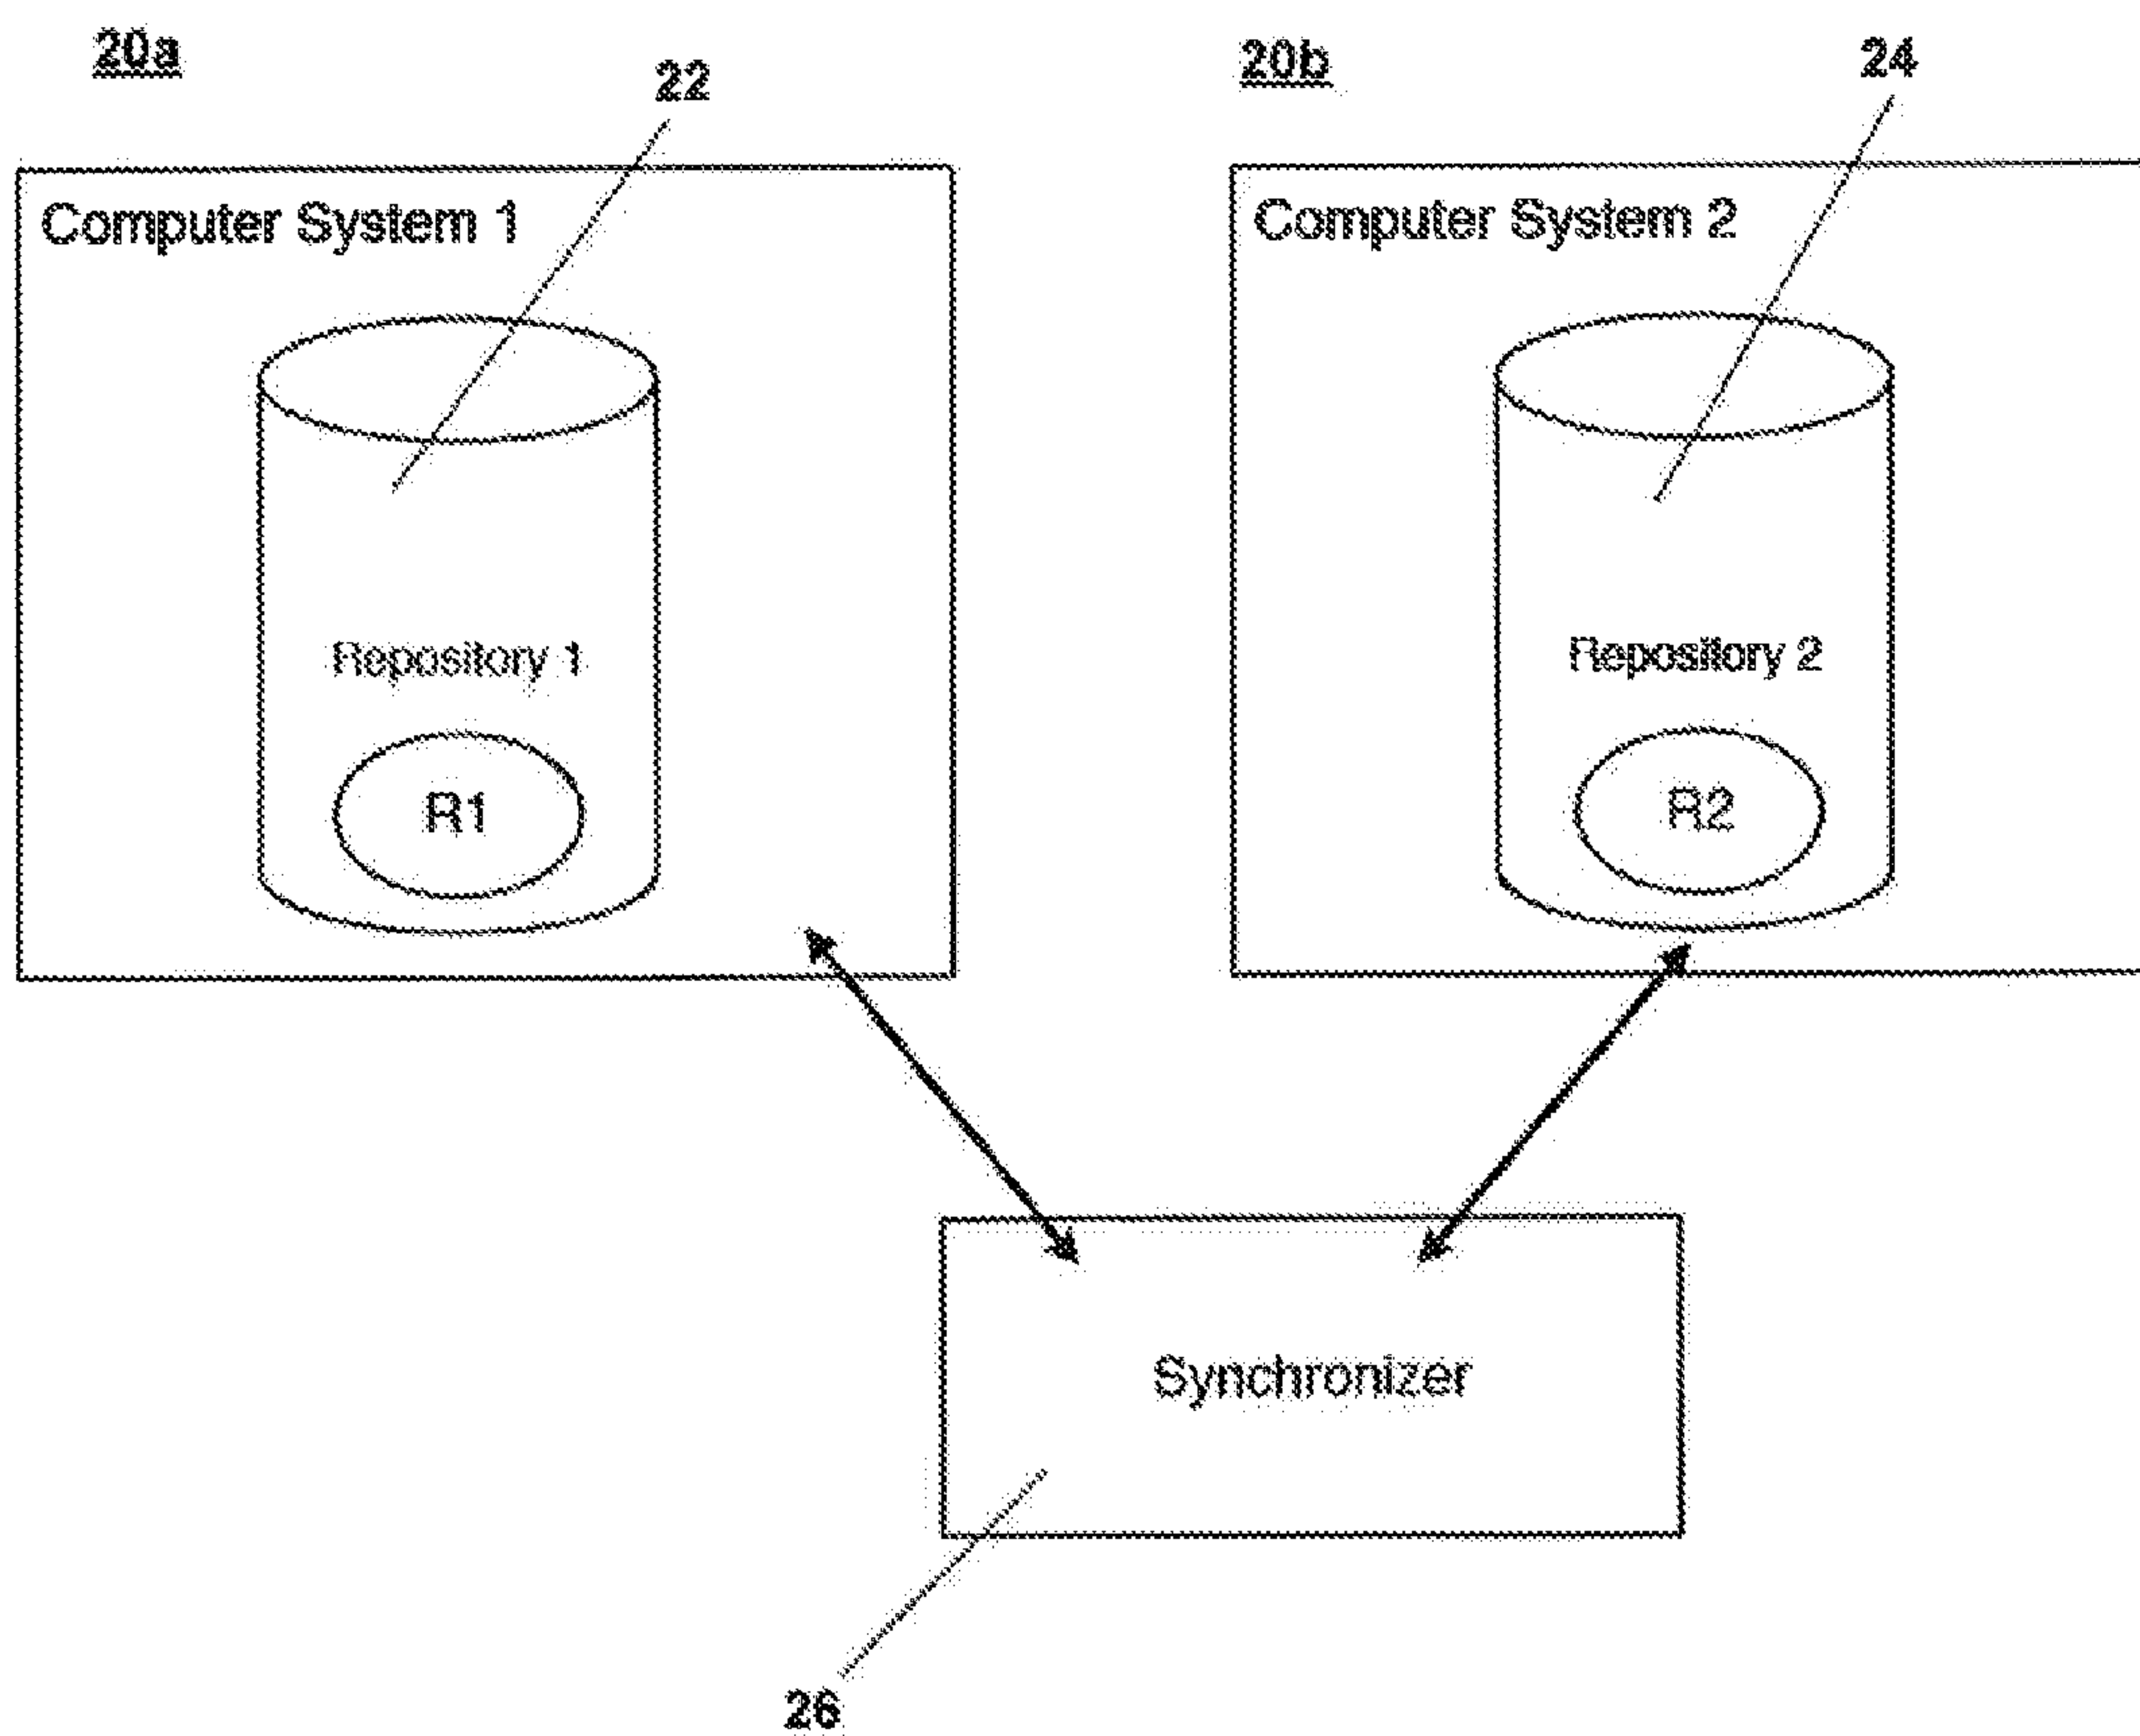 20a
22
20b
24
Computer System 1
Computer System 2
Repository 1
Repository 2
R1
R2
Synchronizer
26